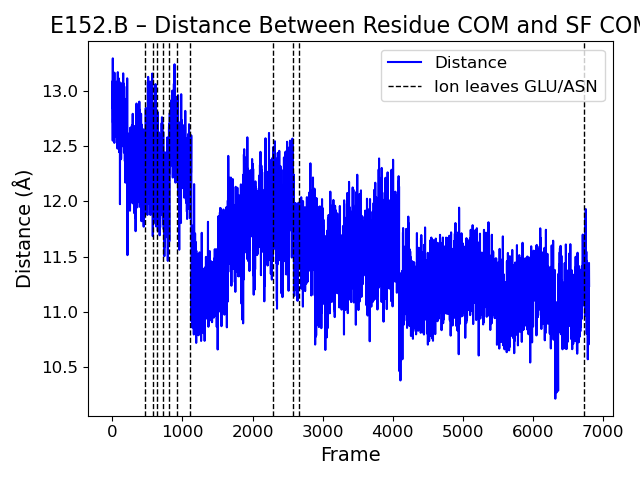 E152.B – Distance Between Residue COM and SF COM
Distance
Ion leaves GLU/ASN
13.0
12.5
12.0
11.5
11.0
10.5
Distance (Å)
0 1000 2000 3000 4000 5000 6000 7000
Frame